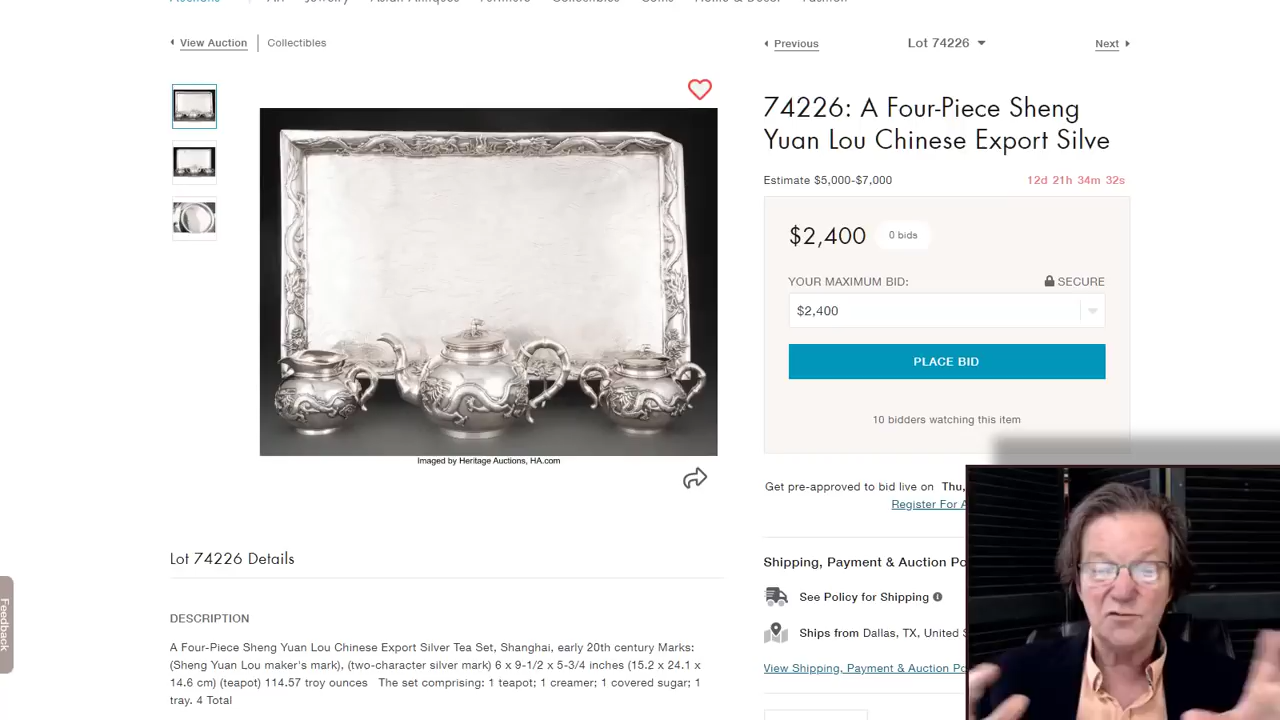 View Auction
Collectibles
Previous
Lot 74226
Next
74226: A Four-Piece Sheng
Yuan Lou Chinese Export Silve
Estimate $5,000-$7,000
12d 21h 34m 32s
$2,400
0 bids
YOUR MAXIMUM BID:
SECURE
$2,400
PLACE BID
10 bidders watching this item
Imaged by Heritage Auctions, HA.com
Get pre-approved to bid live on Thu,
Register For A
Lot 74226 Details
Shipping, Payment & Auction Po
See Policy for Shipping
Ships from Dallas, TX, United S
View Shipping, Payment & Auction Po
Feedback
DESCRIPTION
A Four-Piece Sheng Yuan Lou Chinese Export Silver Tea Set, Shanghai, early 20th century Marks:
(Sheng Yuan Lou maker's mark), (two-character silver mark) 6 x 9-1/2 x 5-3/4 inches (15.2 x 24.1 x
14.6 cm) (teapot) 114.57 troy ounces The set comprising: 1 teapot; 1 creamer; 1 covered sugar; 1
tray. 4 Total